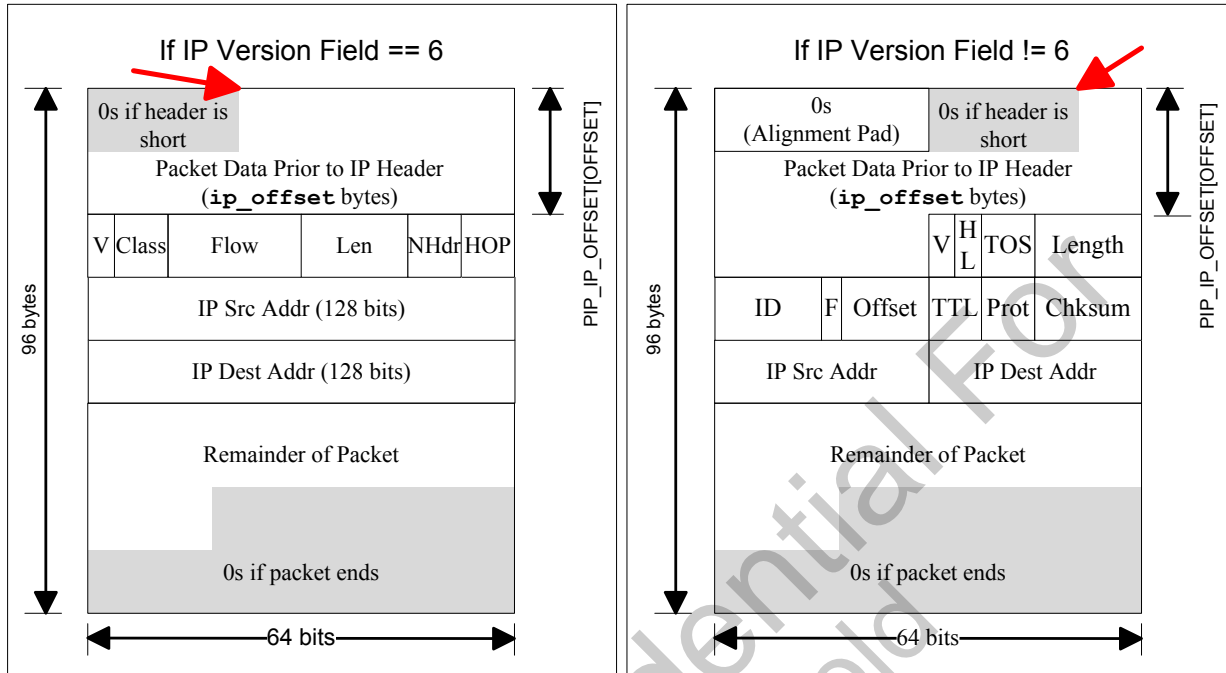 If IP Version Field == 6
0s if header is
short
Packet Data Prior to IP Header
(ip_offset bytes)
PIP_IP_OFFSET[OFFSET]
V Class Flow Len NHdr HOP
IP Src Addr (128 bits)
IP Dest Addr (128 bits)
96 bytes
Remainder of Packet
0s if packet ends
64 bits
If IP Version Field != 6
0s
(Alignment Pad)
0s if header is
short
Packet Data Prior to IP Header
(ip_offset bytes)
PIP_IP_OFFSET[OFFSET]
V HL TOS Length
ID F Offset TTL Prot Chksum
IP Src Addr IP Dest Addr
96 bytes
Remainder of Packet
0s if packet ends
64 bits
dential For